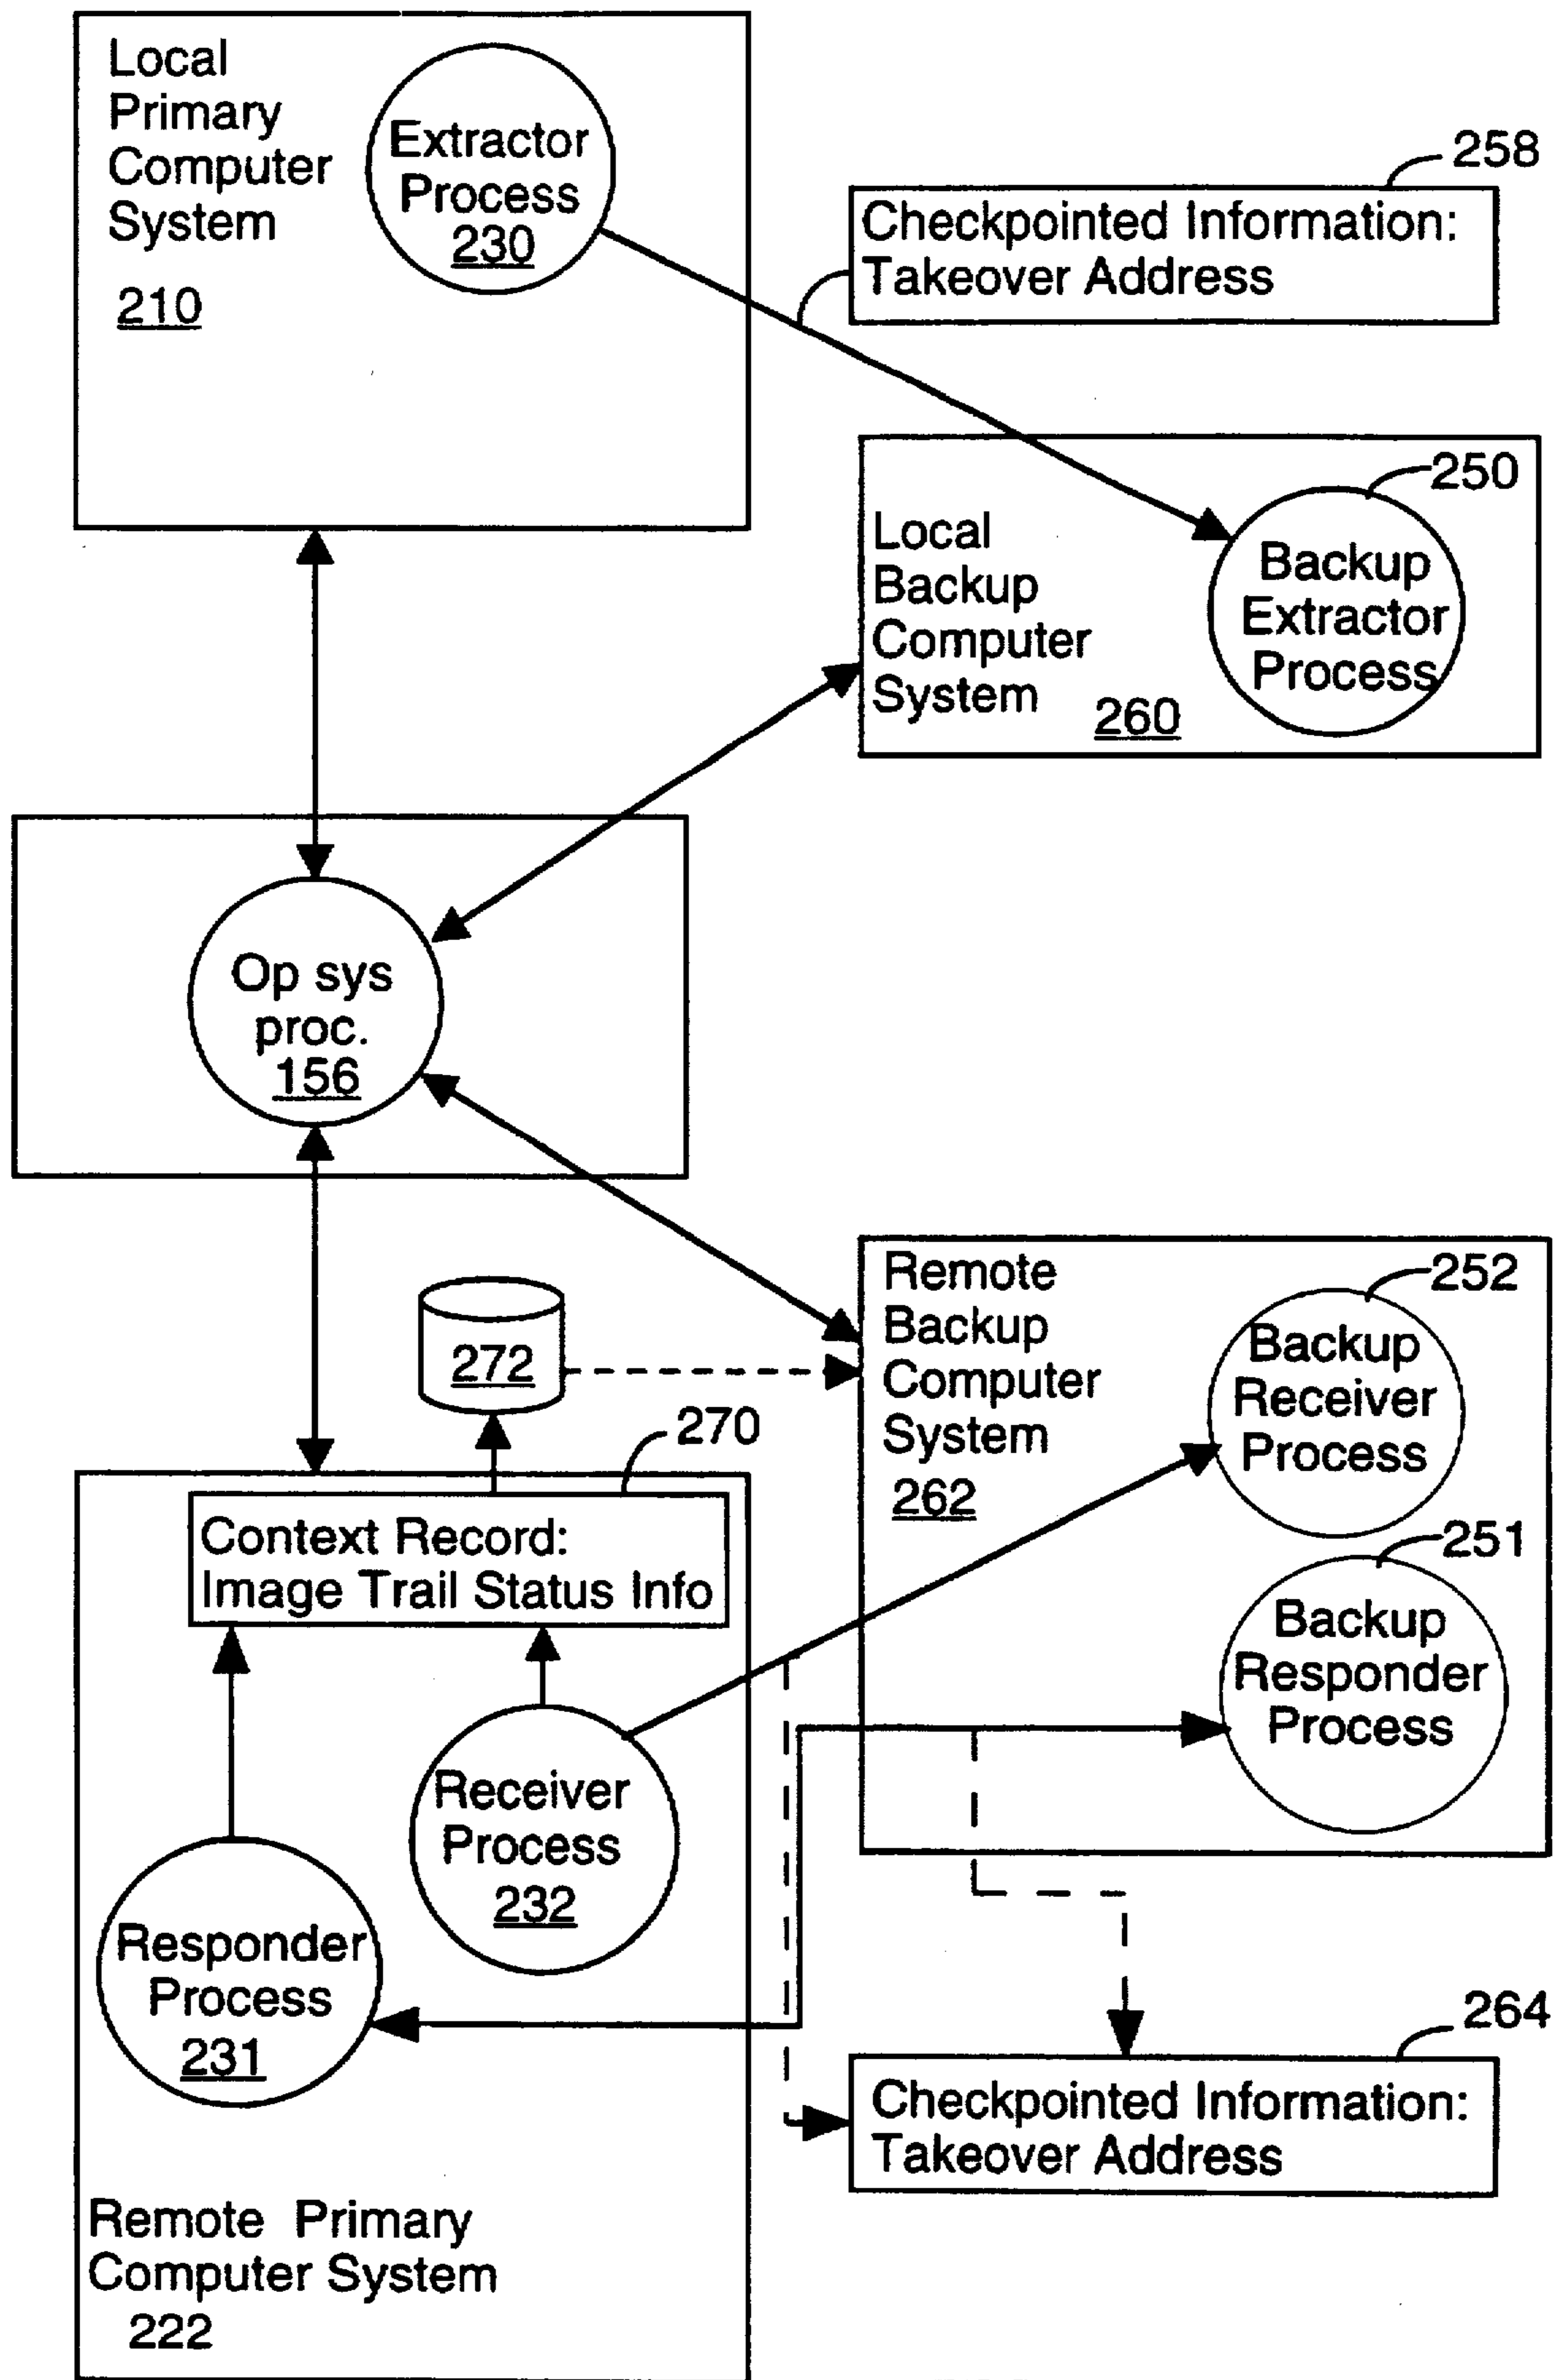 Local
Primary
Computer
System
210
Extractor
Process
230
258
Checkpointed Information:
Takeover Address
250
Local
Backup
Computer
System
260
Backup
Extractor
Process
Op sys
proc.
156
272
270
Remote
Backup
Computer
System
262
252
Backup
Receiver
Process
251
Backup
Responder
Process
Context Record:
Image Trail Status Info
Receiver
Process
232
Responder
Process
231
264
Checkpointed Information:
Takeover Address
Remote Primary
Computer System
222